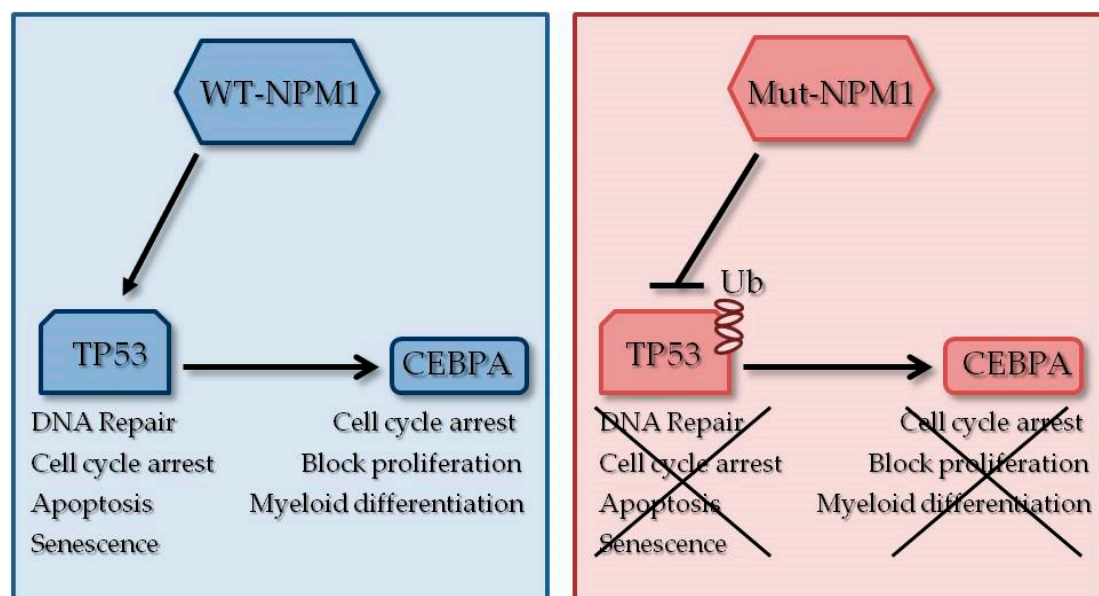 WT-NPM1
TP53
CEBPA
DNA Repair
Cell cycle arrest
Apoptosis
Senescence
Cell cycle arrest
Block proliferation
Myeloid differentiation
Mut-NPM1
Ub
TP53
CEBPA
DNA Repair
Cell cycle arrest
Apoptosis
Senescence
Cell cycle arrest
Block proliferation
Myeloid differentiation